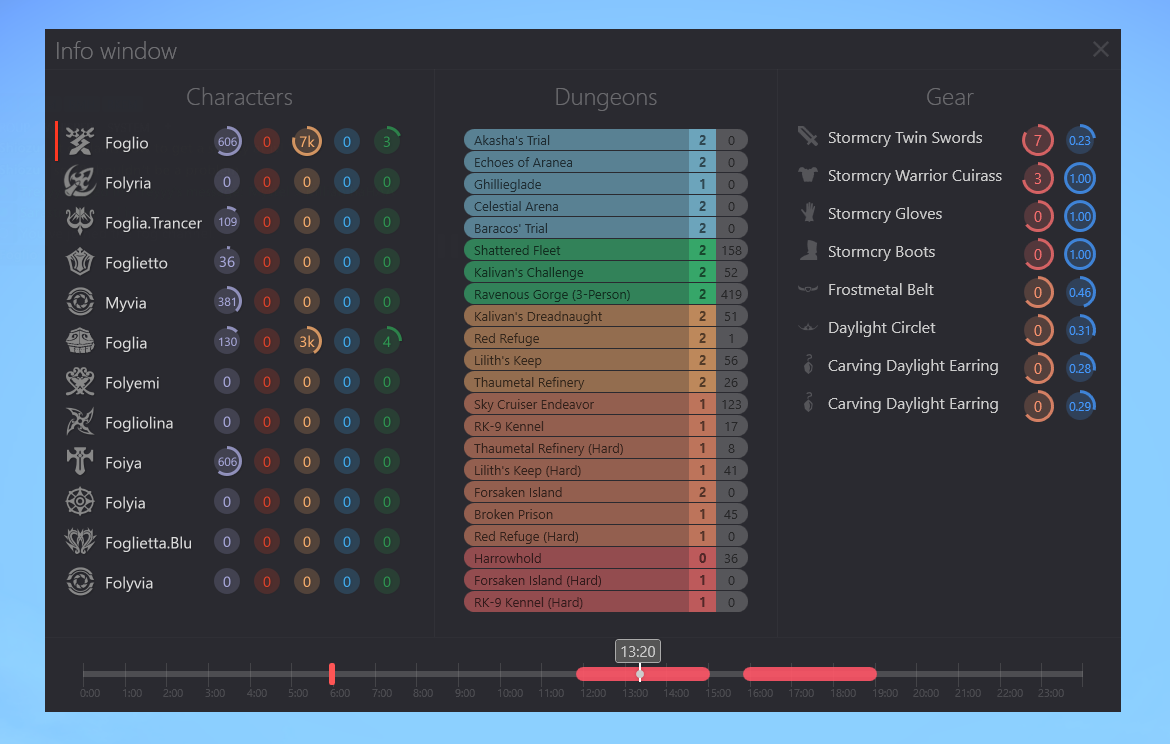 Info window
Characters
Foglio 606 0 7k 0 3
Folyria 0 0 0 0 0
Foglia.Trancer 109 0 0 0 0
Foglietto 36 0 0 0 0
Myvia 381 0 0 0 0
Foglia 130 0 3k 0 4
Folyemi 0 0 0 0 0
Fogliolina 0 0 0 0 0
Foiya 606 0 0 0 0
Folyia 0 0 0 0 0
Foglietta.Blu 0 0 0 0 0
Folyvia 0 0 0 0 0
Dungeons
Akasha's Trial 2 0
Echoes of Aranea 2 0
Ghillieglade 1 0
Celestial Arena 2 0
Baracos' Trial 2 0
Shattered Fleet 2 158
Kalivan's Challenge 2 52
Ravenous Gorge (3-Person) 2 419
Kalivan's Dreadnaught 2 51
Red Refuge 2 1
Lilith's Keep 2 56
Thaumetal Refinery 2 26
Sky Cruiser Endeavor 1 123
RK-9 Kennel 1 17
Thaumetal Refinery (Hard) 1 8
Lilith's Keep (Hard) 1 41
Forsaken Island 2 0
Broken Prison 1 45
Red Refuge (Hard) 1 0
Harrowhold 0 36
Forsaken Island (Hard) 1 0
RK-9 Kennel (Hard) 1 0
Gear
Stormcry Twin Swords 7 0.23
Stormcry Warrior Cuirass 3 1.00
Stormcry Gloves 0 1.00
Stormcry Boots 0 1.00
Frostmetal Belt 0 0.46
Daylight Circlet 0 0.31
Carving Daylight Earring 0 0.28
Carving Daylight Earring 0 0.29
13:20
0:00 1:00 2:00 3:00 4:00 5:00 6:00 7:00 8:00 9:00 10:00 11:00 12:00 13:00 14:00 15:00 16:00 17:00 18:00 19:00 20:00 21:00 22:00 23:00